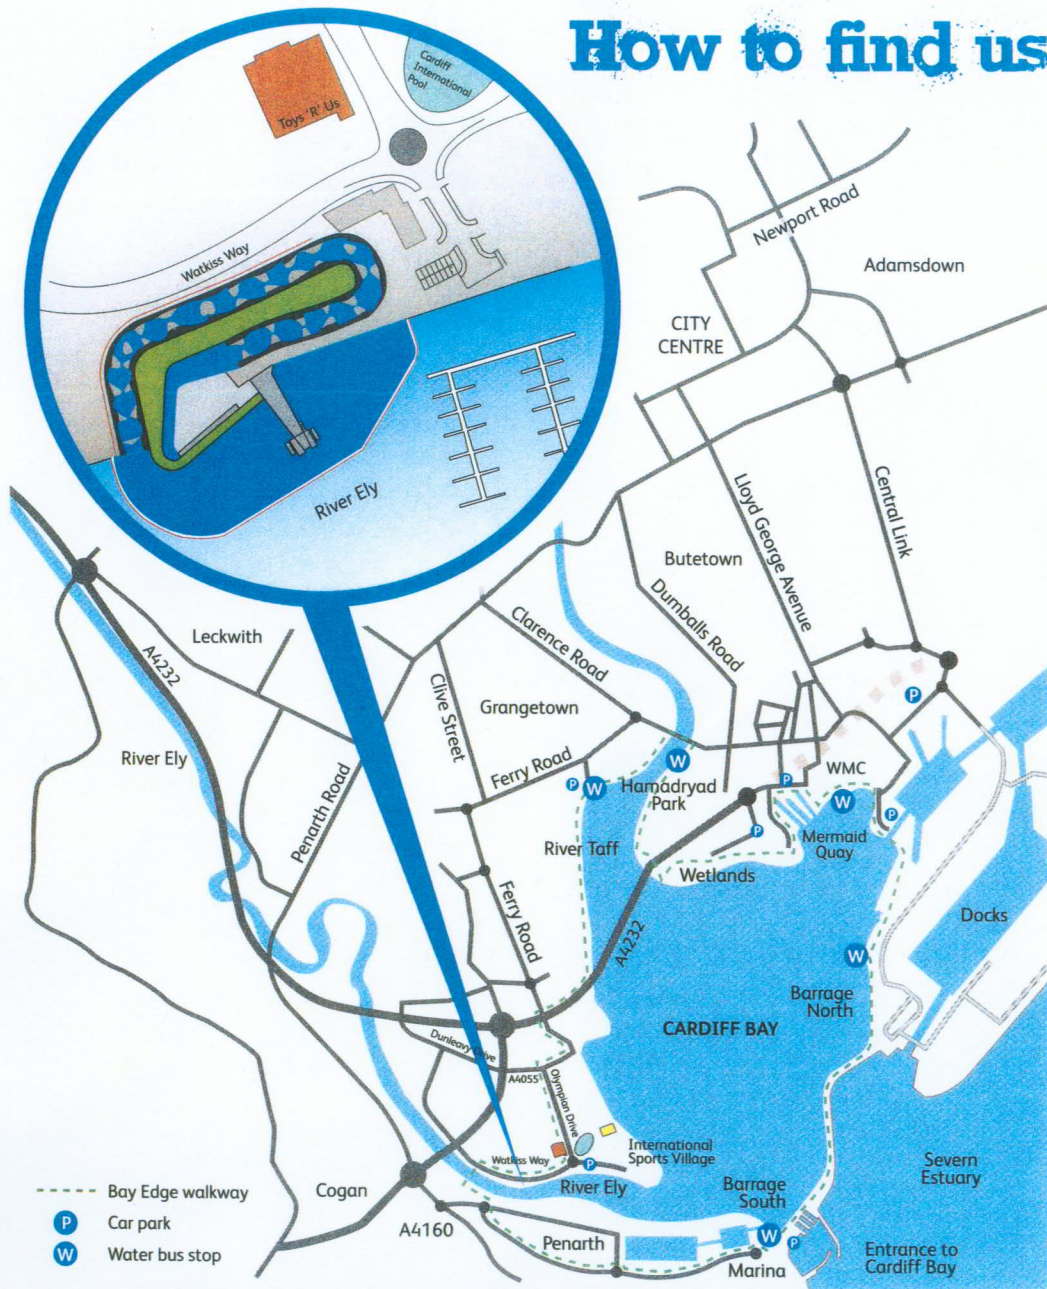 How to find us
Toys 'R' Us
Cardiff
International
Pool
Watkiss Way
River Ely
Newport Road
Adamsdown
CITY
CENTRE
Lloyd George Avenue
Central Link
Butetown
Dumballs Road
Clarence Road
Leckwith
A4232
Clive Street
Grangetown
River Ely
Penarth Road
Ferry Road
P
W
W
Hamadryad
Park
P
WMC
P
W
P
P
Mermaid
Quay
River Taff
Wetlands
Ferry Road
A4232
Docks
W
Barrage
North
CARDIFF BAY
Dunleavy Drive
A4055
Olympian Drive
Watkiss Way
P
International
Sports Village
River Ely
Barrage
South
Severn
Estuary
Cogan
A4160
Penarth
W
P
Marina
Entrance to
Cardiff Bay
Bay Edge walkway
P Car park
W Water bus stop